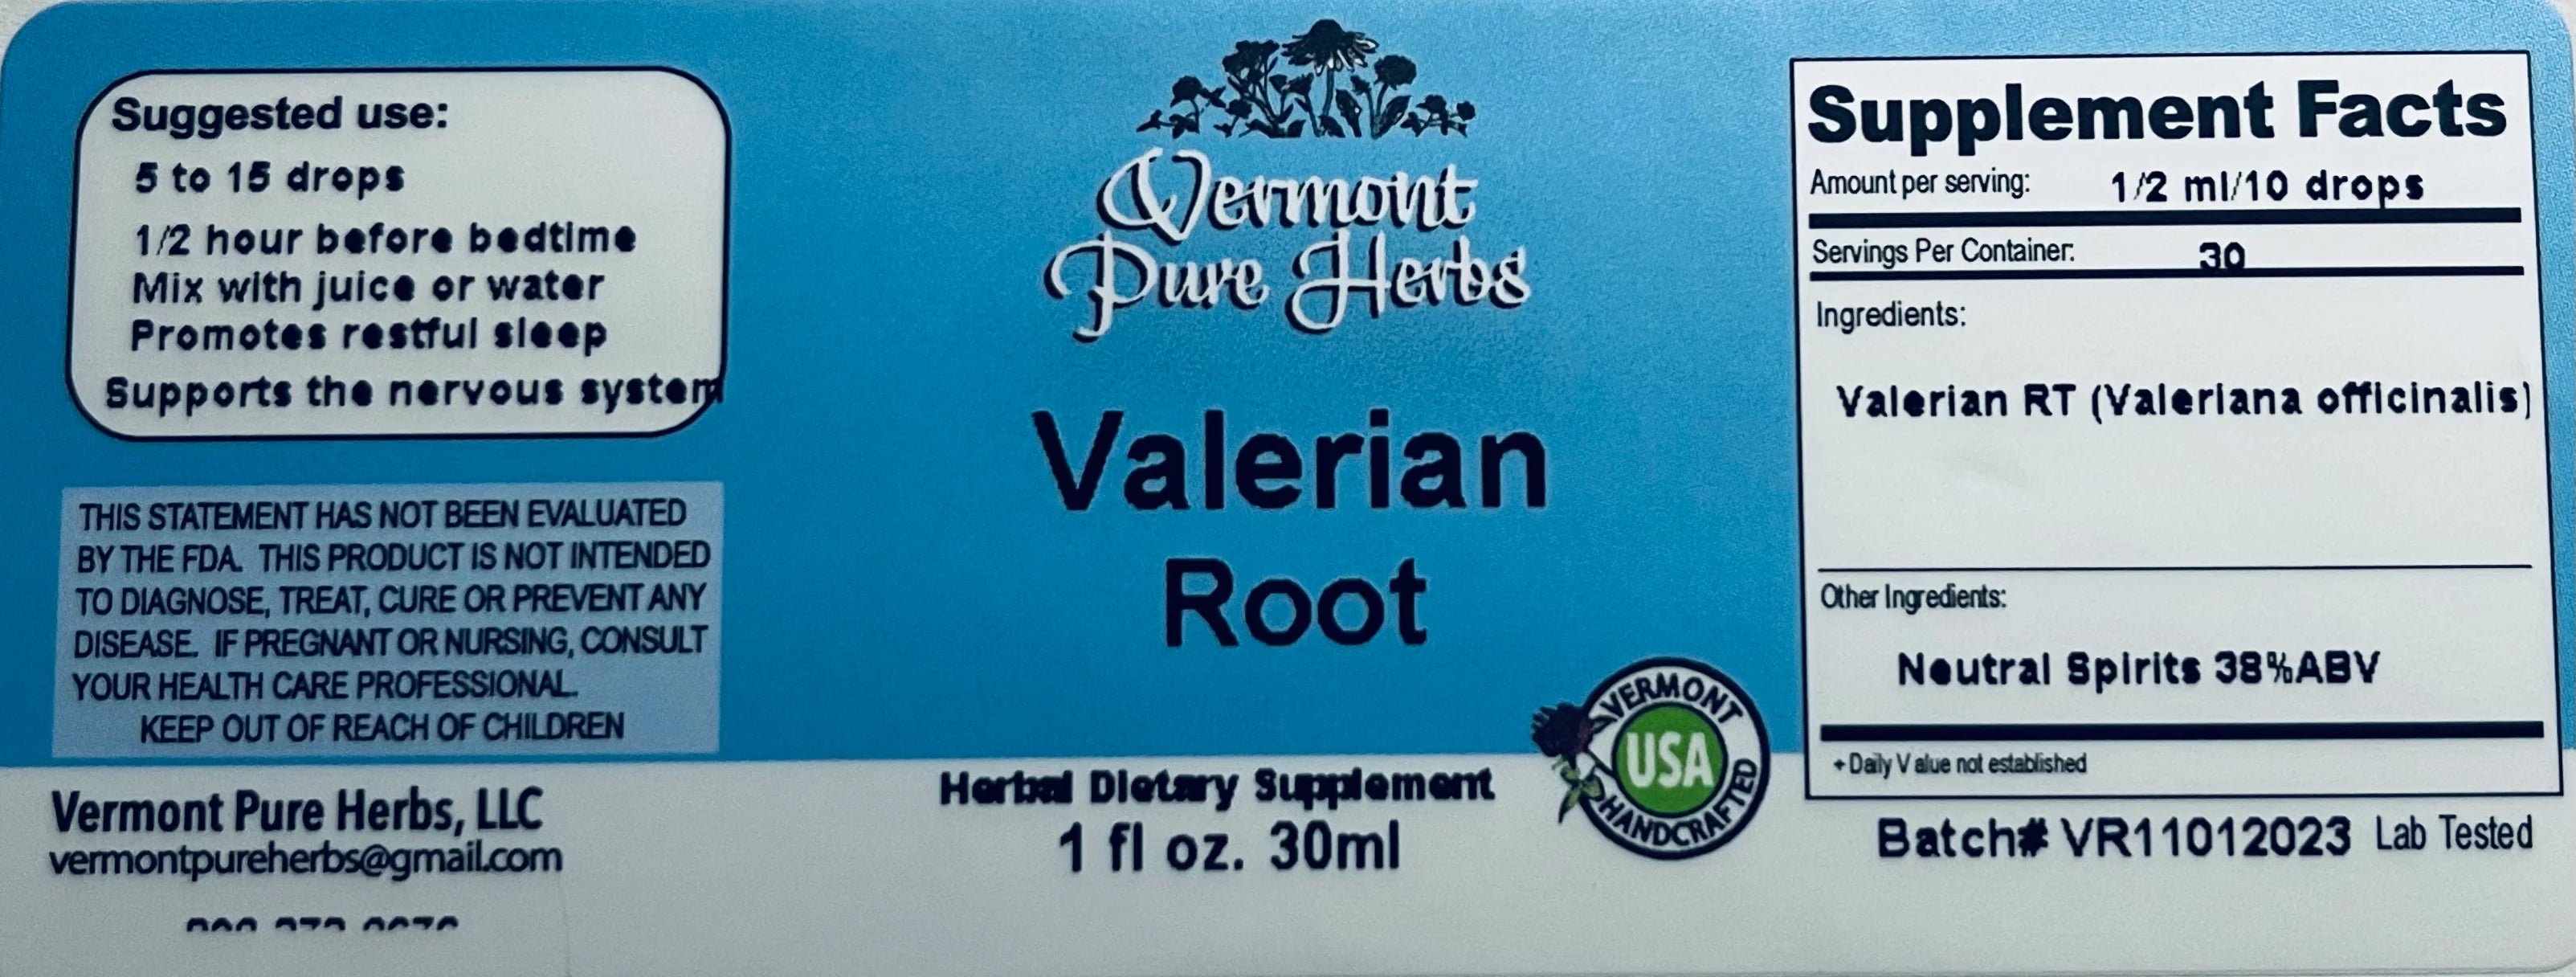 Suggested use:
5 to 15 drops
1/2 hour before bedtime
Mix with juice or water
Promotes restful sleep
Supports the nervous system
THIS STATEMENT HAS NOT BEEN EVALUATED
BY THE FDA. THIS PRODUCT IS NOT INTENDED
TO DIAGNOSE, TREAT, CURE OR PREVENT ANY
DISEASE. IF PREGNANT OR NURSING, CONSULT
YOUR HEALTH CARE PROFESSIONAL.
KEEP OUT OF REACH OF CHILDREN
Vermont Pure Herbs, LLC
vermontpureherbs@gmail.com
Vermont
Pure Herbs
Valerian
Root
Herbal Dietary Supplement
1 fl oz. 30ml
VERMONT
USA
HANDCRAFTED
Supplement Facts
Amount per serving: 1/2 ml/10 drops
Servings Per Container: 30
Ingredients:
Valerian RT (Valeriana officinalis)
Other Ingredients:
Neutral Spirits 38%ABV
+ Daily Value not established
Batch# VR11012023 Lab Tested